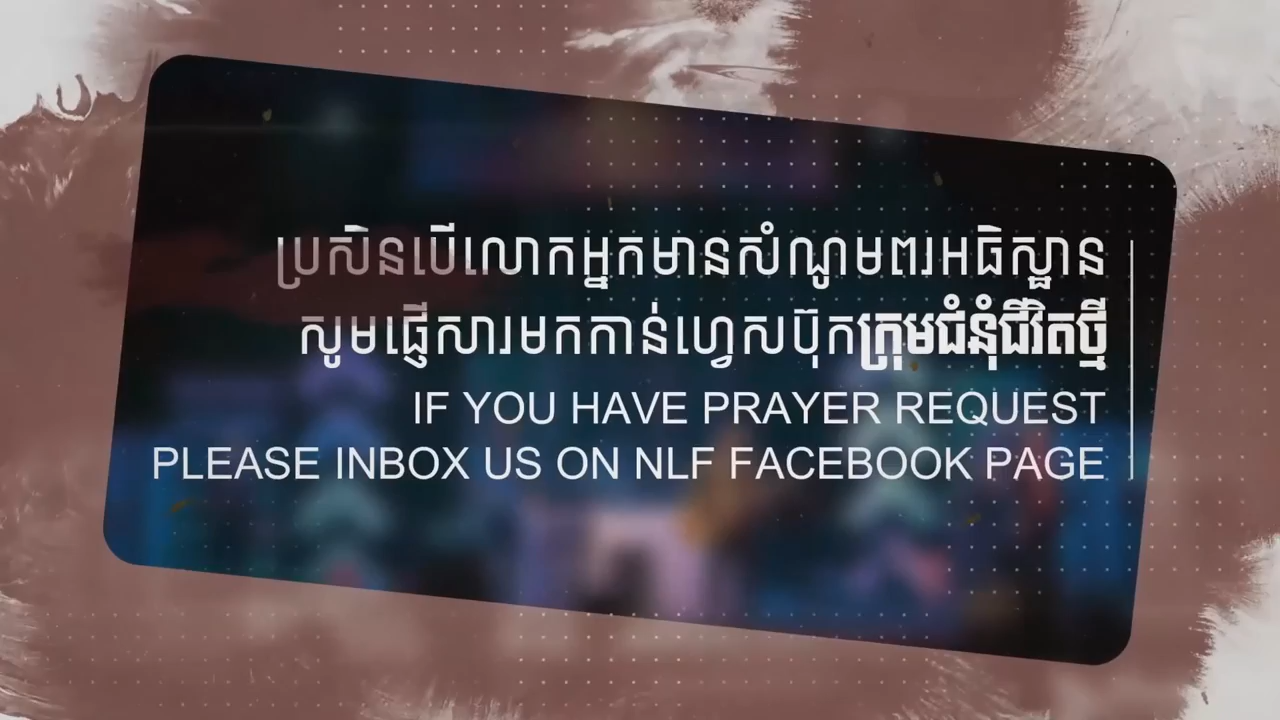 ប្រសិនបើលោកអ្នកមានសំណូមពរអធិស្ឋាន
សូមផ្ញើសារមកកាន់ហ្វេសប៊ុកក្រុមជំនុំជីវិតថ្មី
IF YOU HAVE PRAYER REQUEST
PLEASE INBOX US ON NLF FACEBOOK PAGE